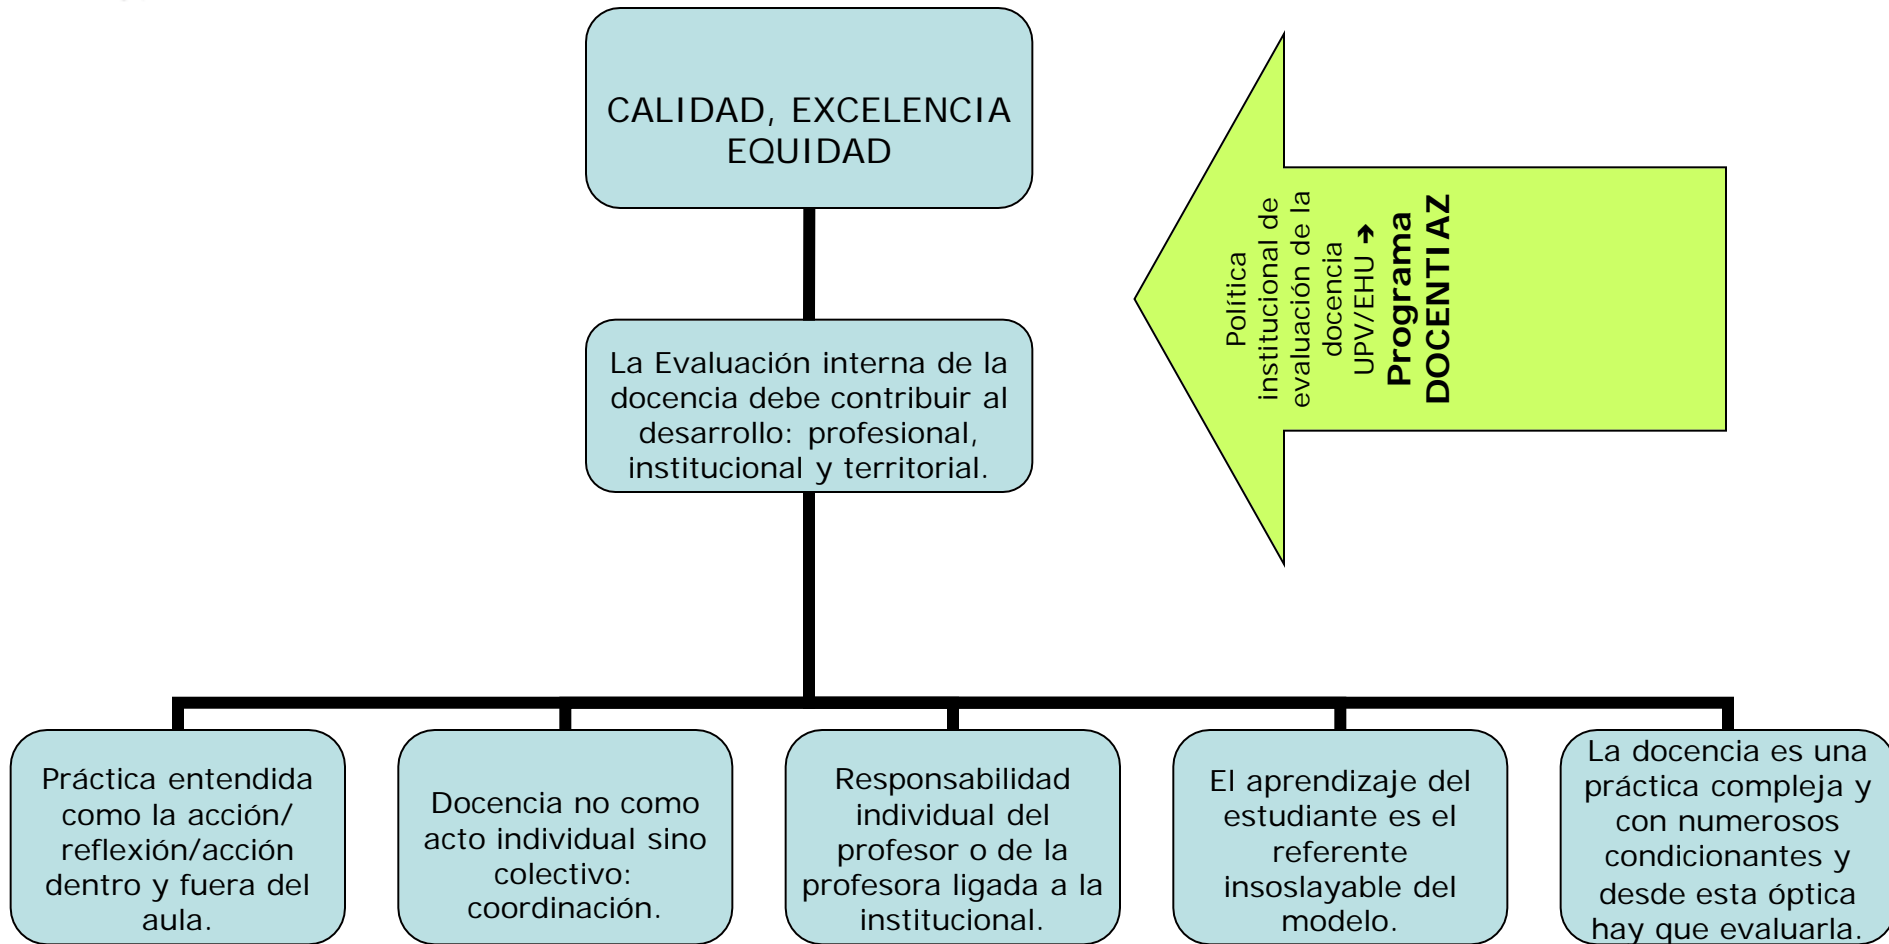 CALIDAD, EXCELENCIA
EQUIDAD
La Evaluación interna de la
docencia debe contribuir al
desarrollo: profesional,
institucional y territorial.
Política
institucional de
evaluación de la
docencia
UPV/EHU ➔
Programa
DOCENTIAZ
Práctica entendida
como la acción/
reflexión/acción
dentro y fuera del
aula.
Docencia no como
acto individual sino
colectivo:
coordinación.
Responsabilidad
individual del
profesor o de la
profesora ligada a la
institucional.
El aprendizaje del
estudiante es el
referente
insoslayable del
modelo.
La docencia es una
práctica compleja y
con numerosos
condicionantes y
desde esta óptica
hay que evaluarla.